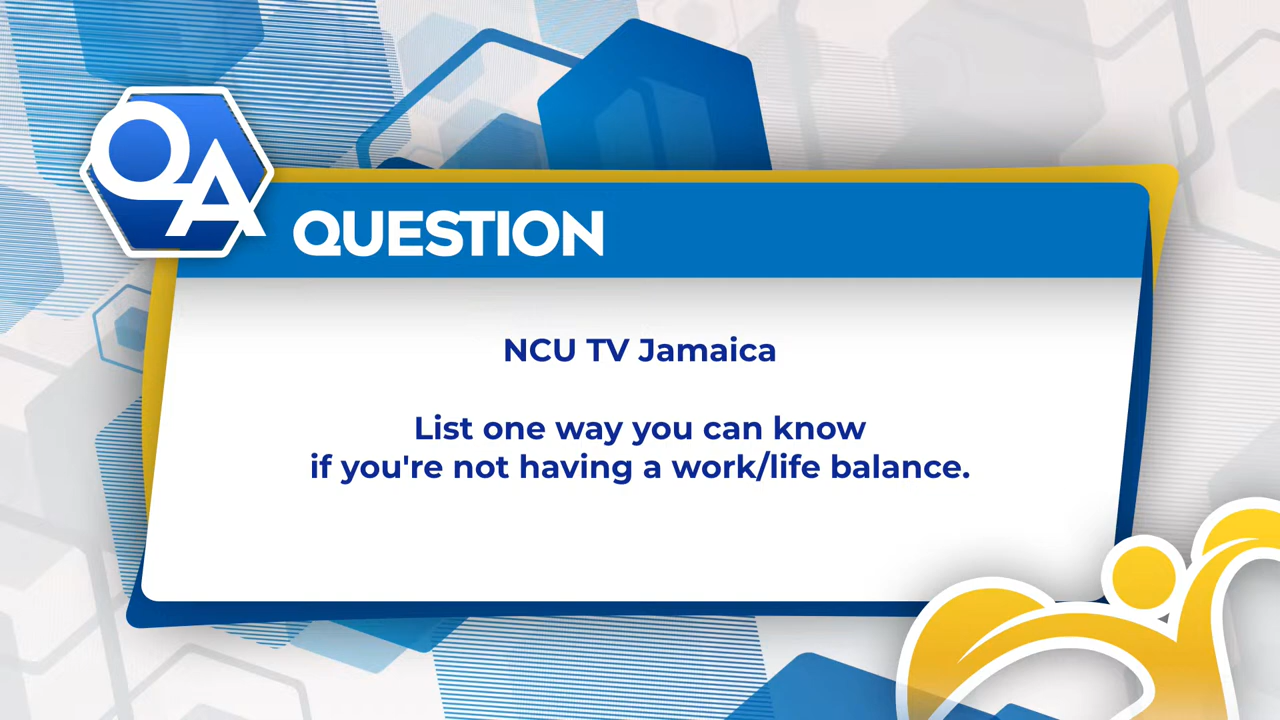 QA
QUESTION
NCU TV Jamaica
List one way you can know
if you're not having a work/life balance.